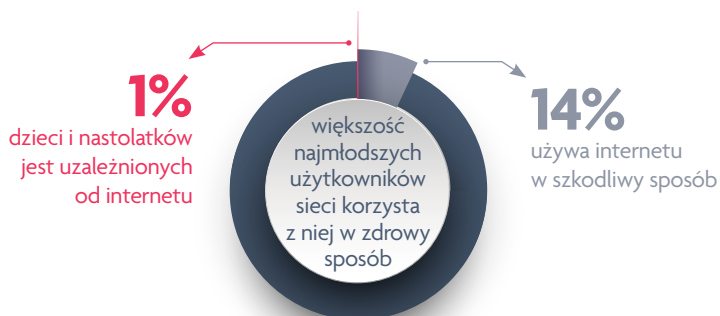 1%
dzieci i nastolatków
jest uzależnionych
od internetu
większość
najmłodszych
użytkowników
sieci korzysta
z niej w zdrowy
sposób
14%
używa internetu
w szkodliwy sposób